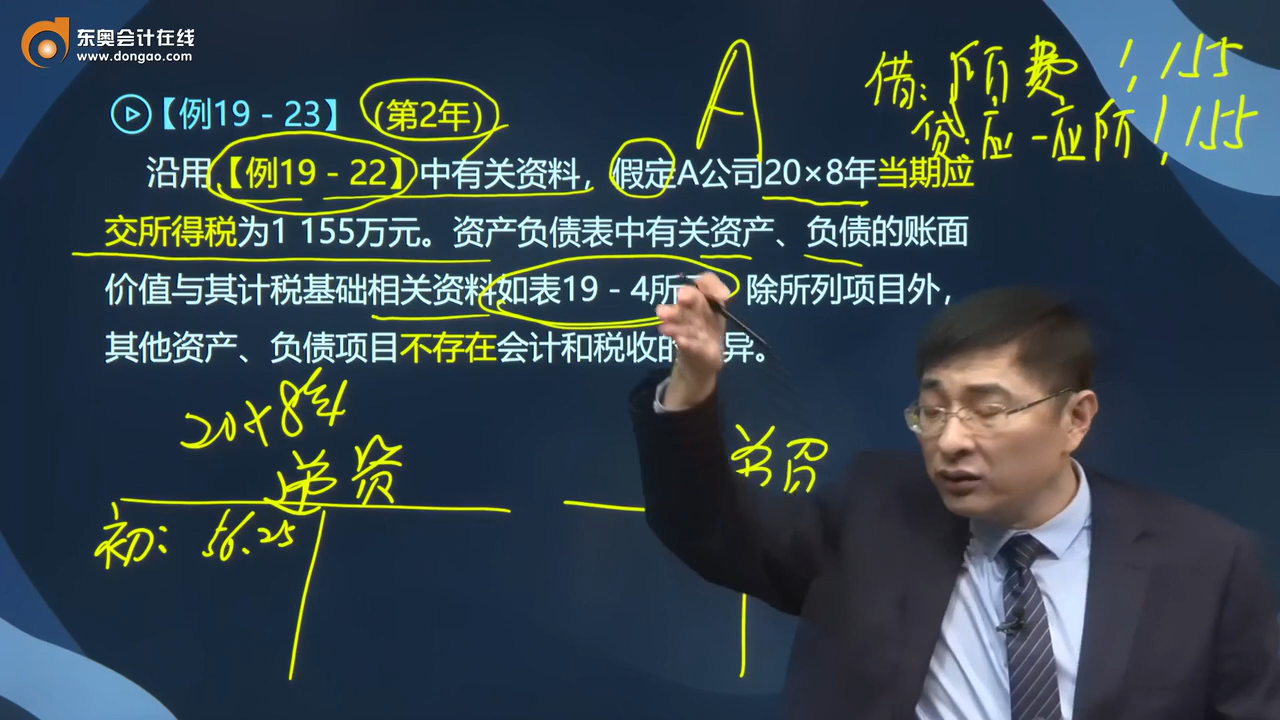 东奥会计在线
www.dongao.com
A
借：所费 1,155
贷：应-应所 1,155
【例19－23】（第2年）
沿用【例19－22】中有关资料，假定A公司20×8年当期应
交所得税为1 155万元。资产负债表中有关资产、负债的账面
价值与其计税基础相关资料如表19－4所 除所列项目外，
其他资产、负债项目不存在会计和税收的 异。
20×8年
递资
初：56.25